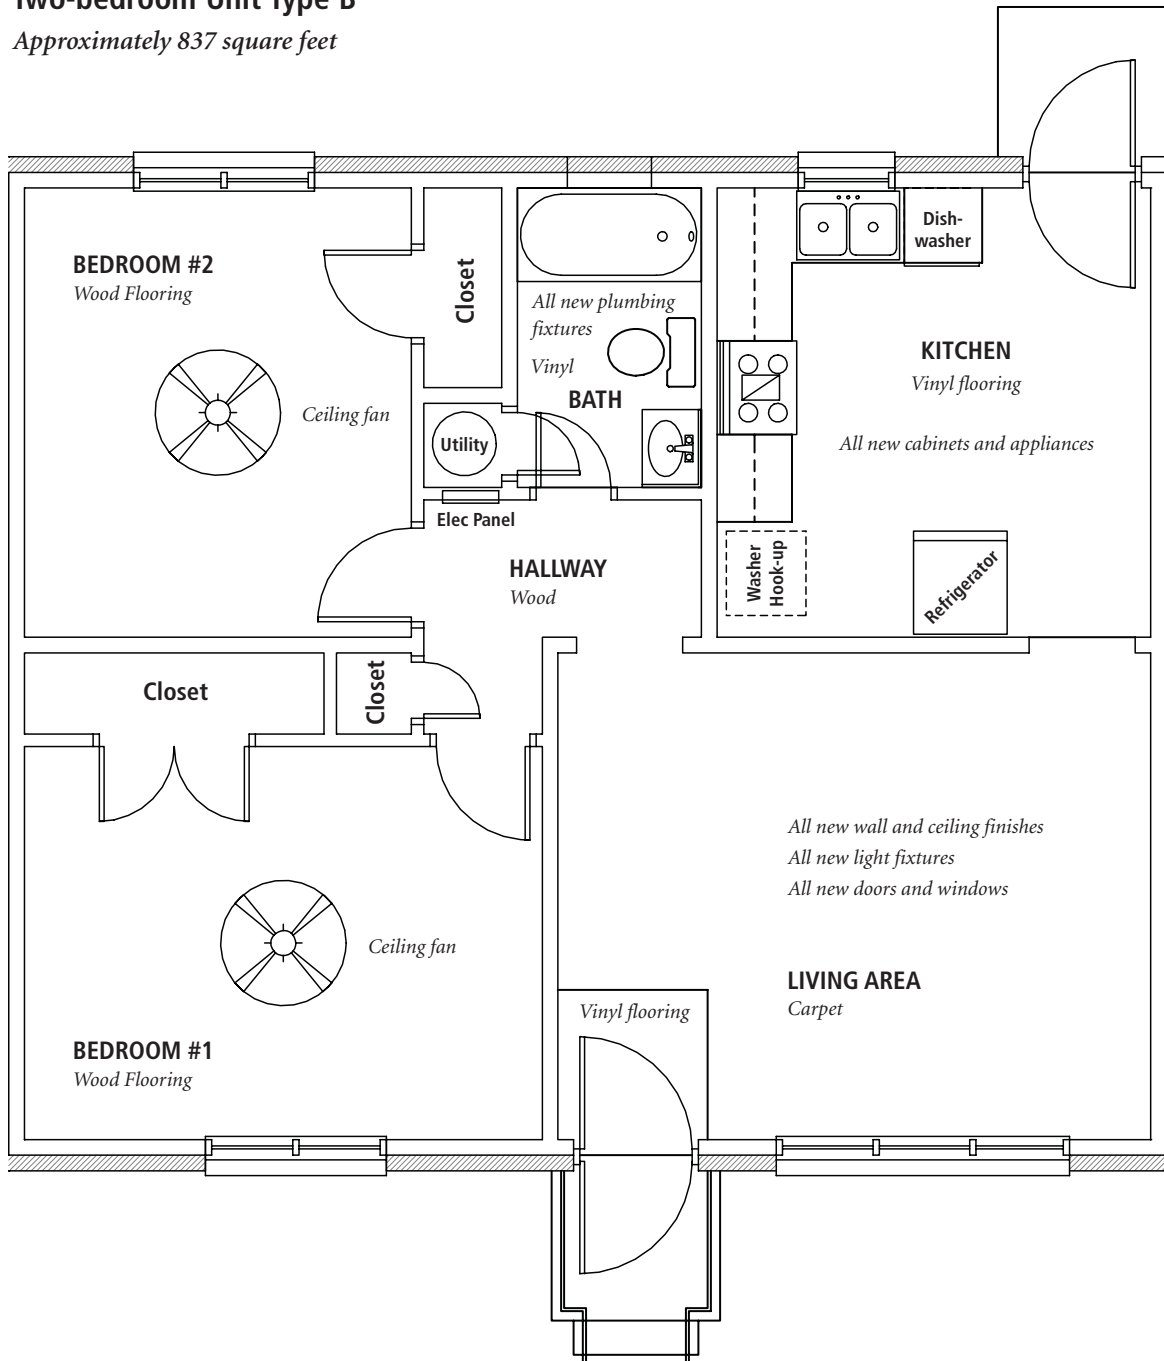 Two-bedroom Unit Type B
Approximately 837 square feet
BEDROOM #2
Wood Flooring
Ceiling fan
Closet
All new plumbing
fixtures
Vinyl
BATH
Utility
Elec Panel
HALLWAY
Wood
Dish-
washer
KITCHEN
Vinyl flooring
All new cabinets and appliances
Washer
Hook-up
Refrigerator
Closet
Closet
Ceiling fan
BEDROOM #1
Wood Flooring
All new wall and ceiling finishes
All new light fixtures
All new doors and windows
LIVING AREA
Carpet
Vinyl flooring